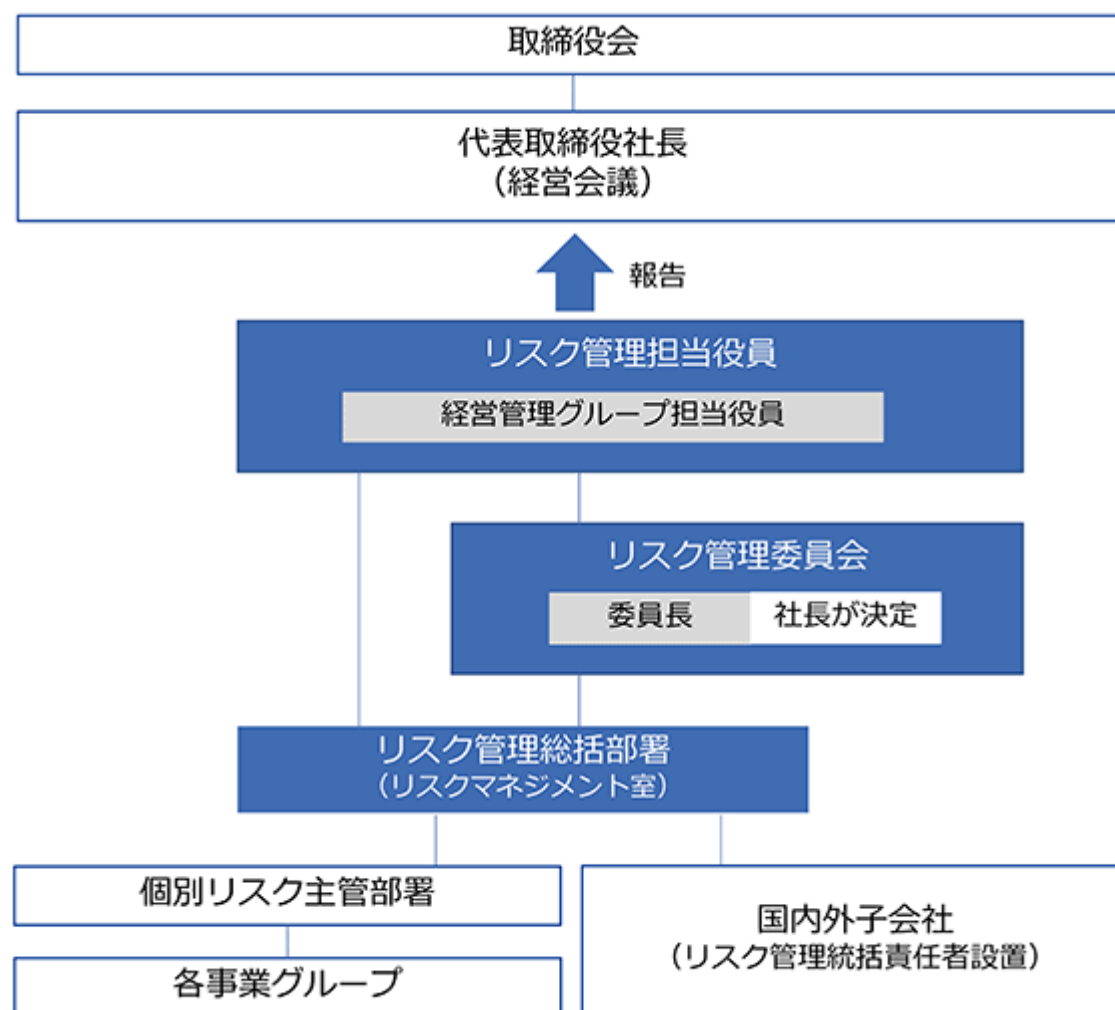 取締役会
代表取締役社長
（経営会議）
報告
リスク管理担当役員
経営管理グループ担当役員
リスク管理委員会
委員長 社長が決定
リスク管理総括部署
（リスクマネジメント室）
個別リスク主管部署
各事業グループ
国内外子会社
（リスク管理統括責任者設置）